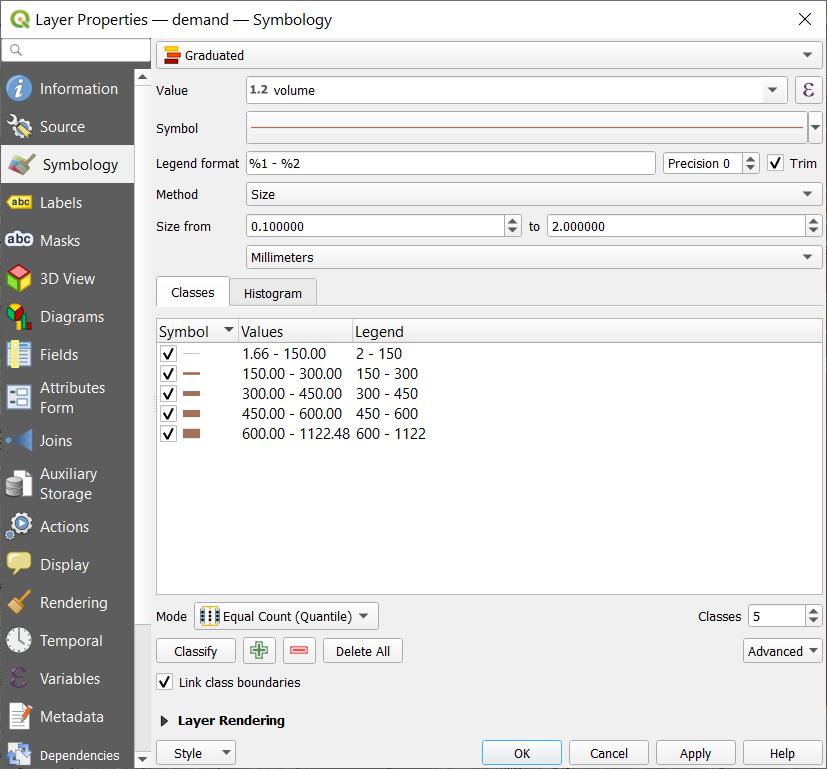 Layer Properties — demand — Symbology
Graduated
Information
Source
Symbology
Labels
Masks
3D View
Diagrams
Fields
Attributes
Form
Joins
Auxiliary
Storage
Actions
Display
Rendering
Temporal
Variables
Metadata
Dependencies
Value 1.2 volume ε
Symbol
Legend format %1 - %2 Precision 0 Trim
Method Size
Size from 0.100000 to 2.000000
Millimeters
Classes Histogram
Symbol Values Legend
1.66 - 150.00 2 - 150
150.00 - 300.00 150 - 300
300.00 - 450.00 300 - 450
450.00 - 600.00 450 - 600
600.00 - 1122.48 600 - 1122
Mode Equal Count (Quantile) Classes 5
Classify Delete All Advanced
Link class boundaries
Layer Rendering
Style OK Cancel Apply Help